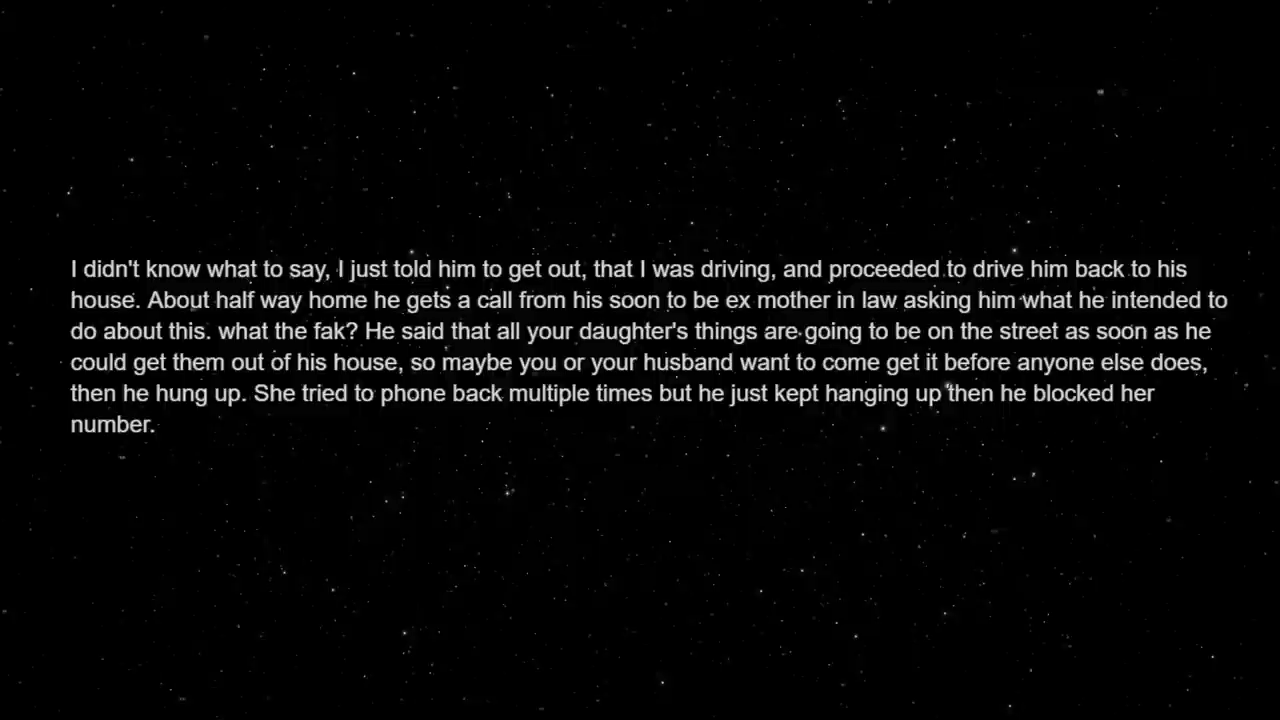 I didn't know what to say, I just told him to get out, that I was driving, and proceeded to drive him back to his
house. About half way home he gets a call from his soon to be ex mother in law asking him what he intended to
do about this. what the fak? He said that all your daughter's things are going to be on the street as soon as he
could get them out of his house, so maybe you or your husband want to come get it before anyone else does,
then he hung up. She tried to phone back multiple times but he just kept hanging up then he blocked her
number.